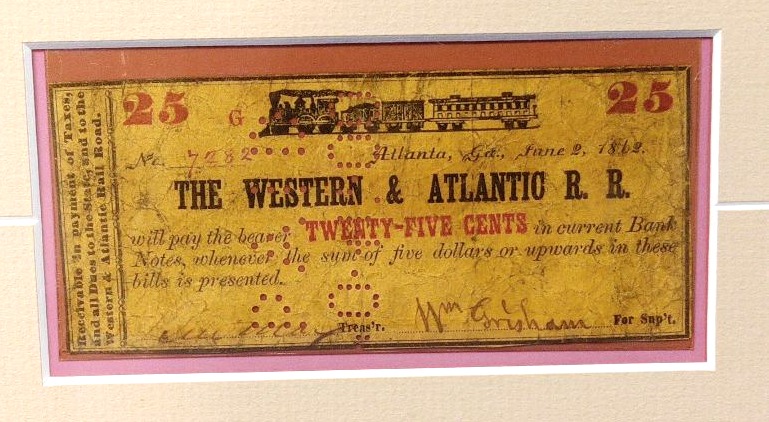 25 25
G
No. 7282 Atlanta, Ga., June 2, 1862.
THE WESTERN & ATLANTIC R. R.
will pay the bearer TWENTY-FIVE CENTS in current Bank
Notes, whenever the sum of five dollars or upwards in these
bills is presented.
Treas'r. Wm Grisham For Sup't.
Receivable in payment of Taxes,
and all Dues to the State, and to the
Western & Atlantic Rail Road.